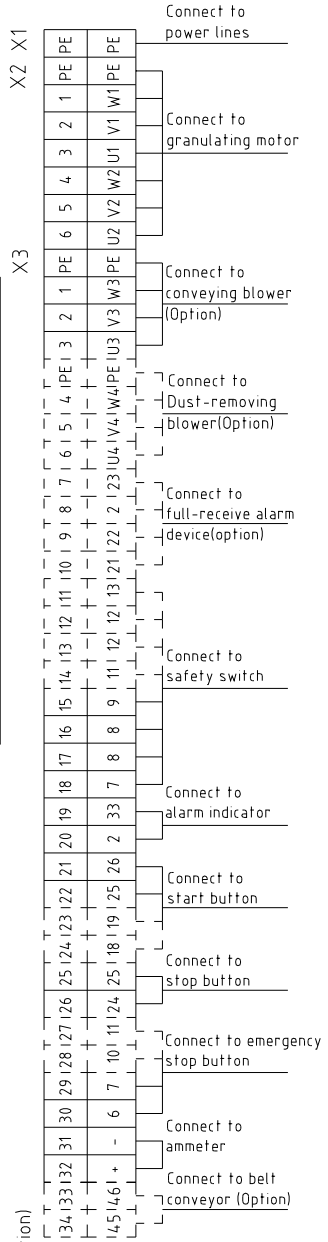 X1
PE PE
Connect to
power lines
X2
PE PE
1 W1
2 V1
3 U1
4 W2
5 V2
6 U2
Connect to
granulating motor
X3
PE PE
1 W3
2 V3
3 U3
Connect to
conveying blower
(Option)
PE PE
4 W4
5 V4
6 U4
Connect to
Dust-removing
blower(Option)
7 23
8 2
9 22
10 21
Connect to
full-receive alarm
device(option)
11 13
12 12
13 12
14 11
15 9
16 8
17 8
18 7
Connect to
safety switch
19 33
20 2
Connect to
alarm indicator
21 26
22 25
23 19
24 18
Connect to
start button
25 25
26 24
Connect to
stop button
27 11
28 10
29 7
30 6
Connect to emergency
stop button
31 -
32 +
Connect to
ammeter
33 46
34 45
Connect to belt
conveyor (Option)